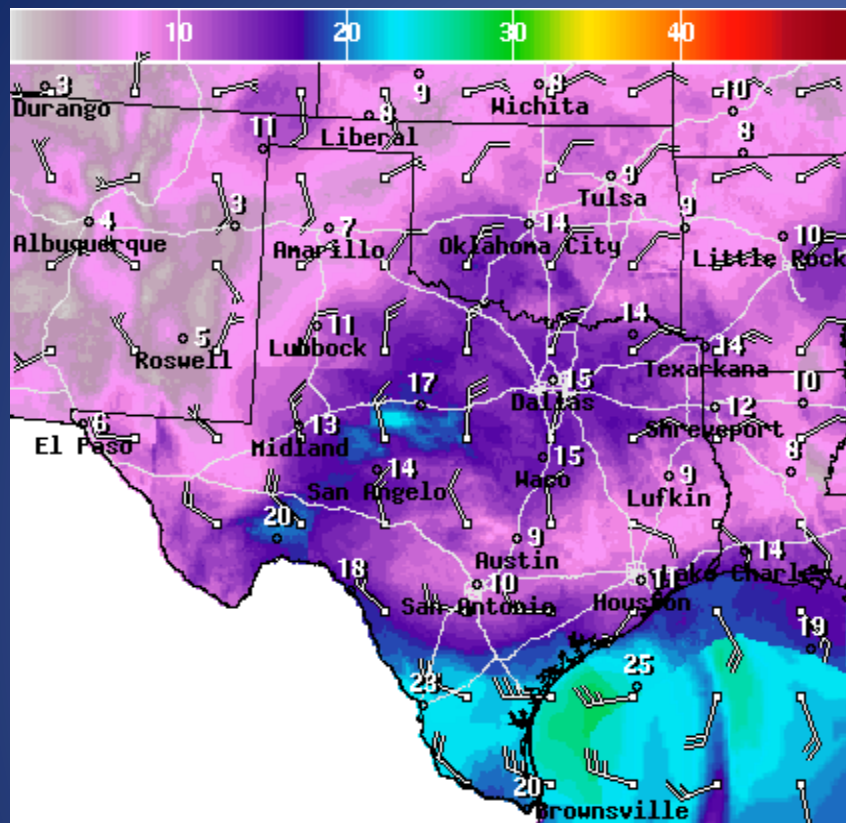 10 20 30 40
3 Durango
9
8 Wichita
10
8 Liberal
11
8
9 Tulsa
4 Albuquerque
3
7 Amarillo
14 Oklahoma City
9
10 Little Rock
5 Roswell
11 Lubbock
14
14 Texarkana
17
15 Dallas
10
6 El Paso
13 Midland
12 Shreveport
14 San Angelo
15 Waco
9 Lufkin
8
20
9 Austin
14
18
10 San Antonio
Houston
19
23
25
20 Brownsville